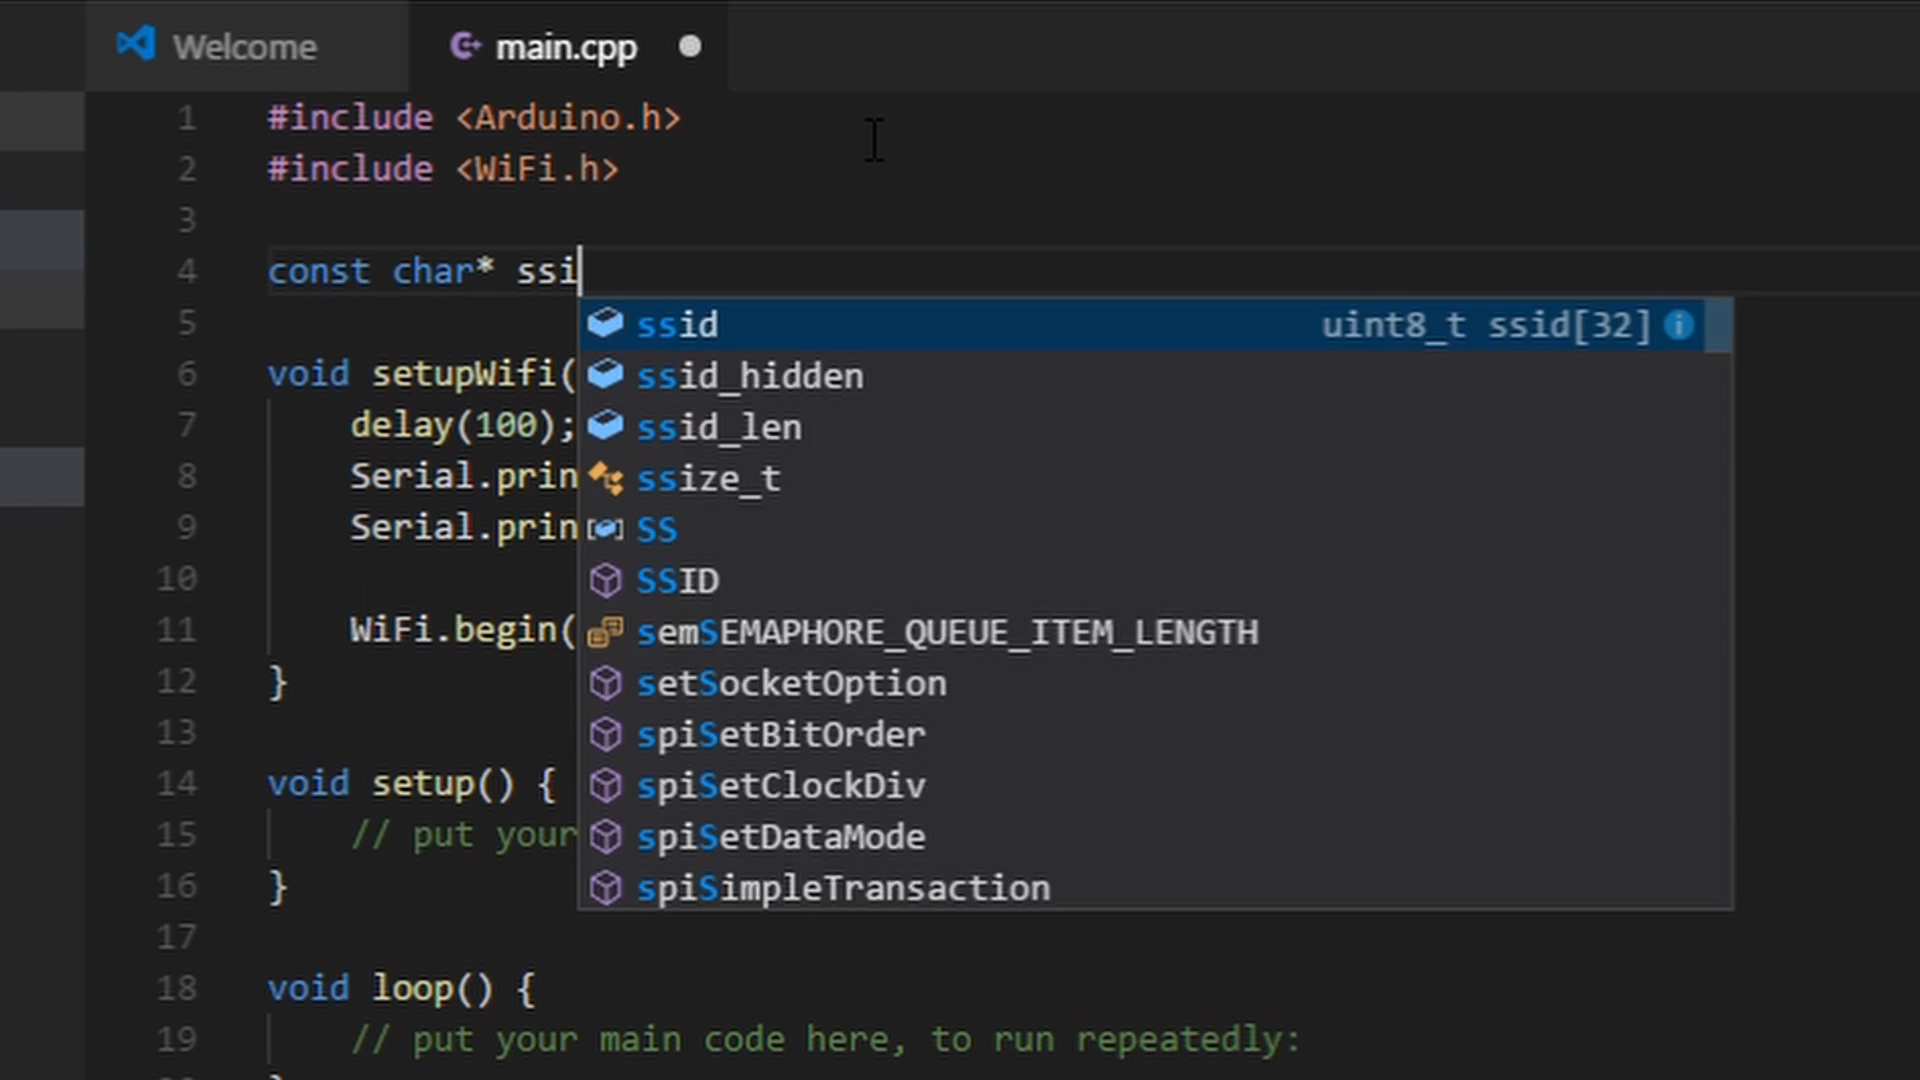 Welcome
main.cpp
1 #include <Arduino.h>
2 #include <WiFi.h>
3
4 const char* ssi
ssid uint8_t ssid[32]
5
ssid_hidden
6 void setupWifi(
ssid_len
7 delay(100);
ssize_t
8 Serial.prin
SS
9 Serial.prin
SSID
10
semSEMAPHORE_QUEUE_ITEM_LENGTH
11 WiFi.begin(
setSocketOption
12 }
spiSetBitOrder
13
spiSetClockDiv
14 void setup() {
spiSetDataMode
15 // put your
spiSimpleTransaction
16 }
17
18 void loop() {
19 // put your main code here, to run repeatedly: